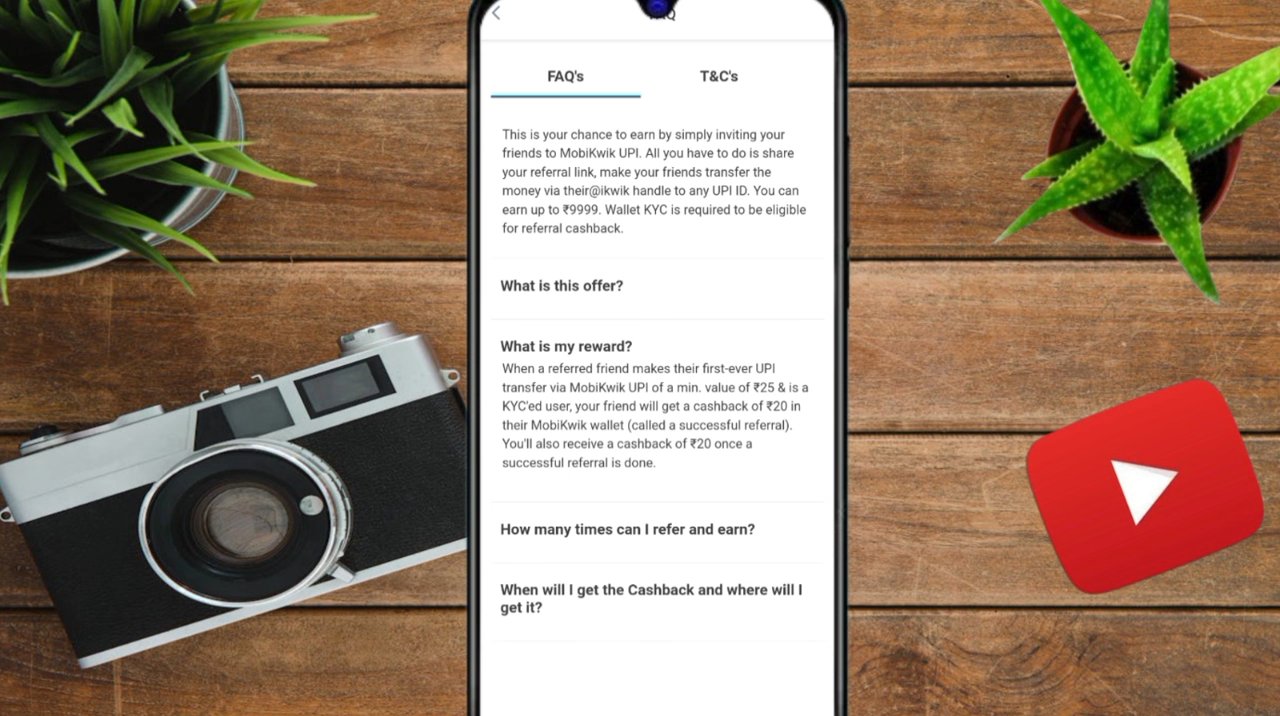 FAQ
FAQ's
T&C's
This is your chance to earn by simply inviting your
friends to MobiKwik UPI. All you have to do is share
your referral link, make your friends transfer the
money via their@ikwik handle to any UPI ID. You can
earn up to ₹9999. Wallet KYC is required to be eligible
for referral cashback.
What is this offer?
What is my reward?
When a referred friend makes their first-ever UPI
transfer via MobiKwik UPI of a min. value of ₹25 & is a
KYC'ed user, your friend will get a cashback of ₹20 in
their MobiKwik wallet (called a successful referral).
You'll also receive a cashback of ₹20 once a
successful referral is done.
How many times can I refer and earn?
When will I get the Cashback and where will I
get it?